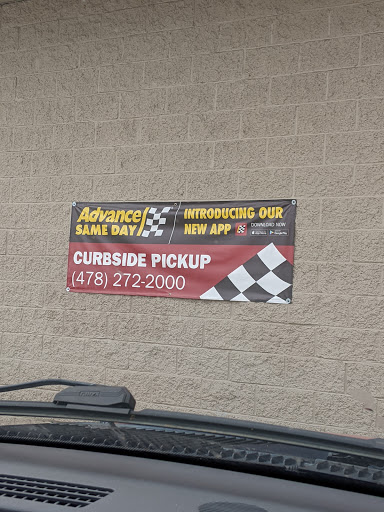 Advance
SAME DAY
INTRODUCING OUR
NEW APP
DOWNLOAD NOW
CURBSIDE PICKUP
(478) 272-2000